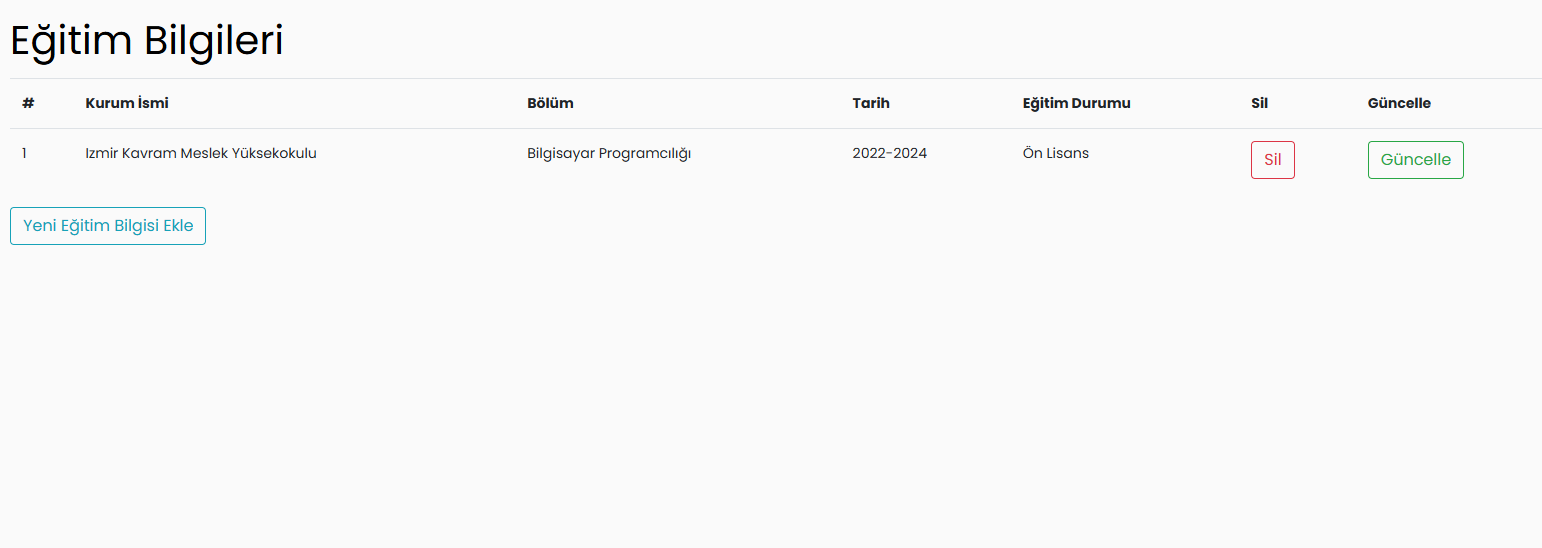 Eğitim Bilgileri
# Kurum İsmi Bölüm Tarih Eğitim Durumu Sil Güncelle
1 Izmir Kavram Meslek Yüksekokulu Bilgisayar Programcılığı 2022-2024 Ön Lisans Sil Güncelle
Yeni Eğitim Bilgisi Ekle